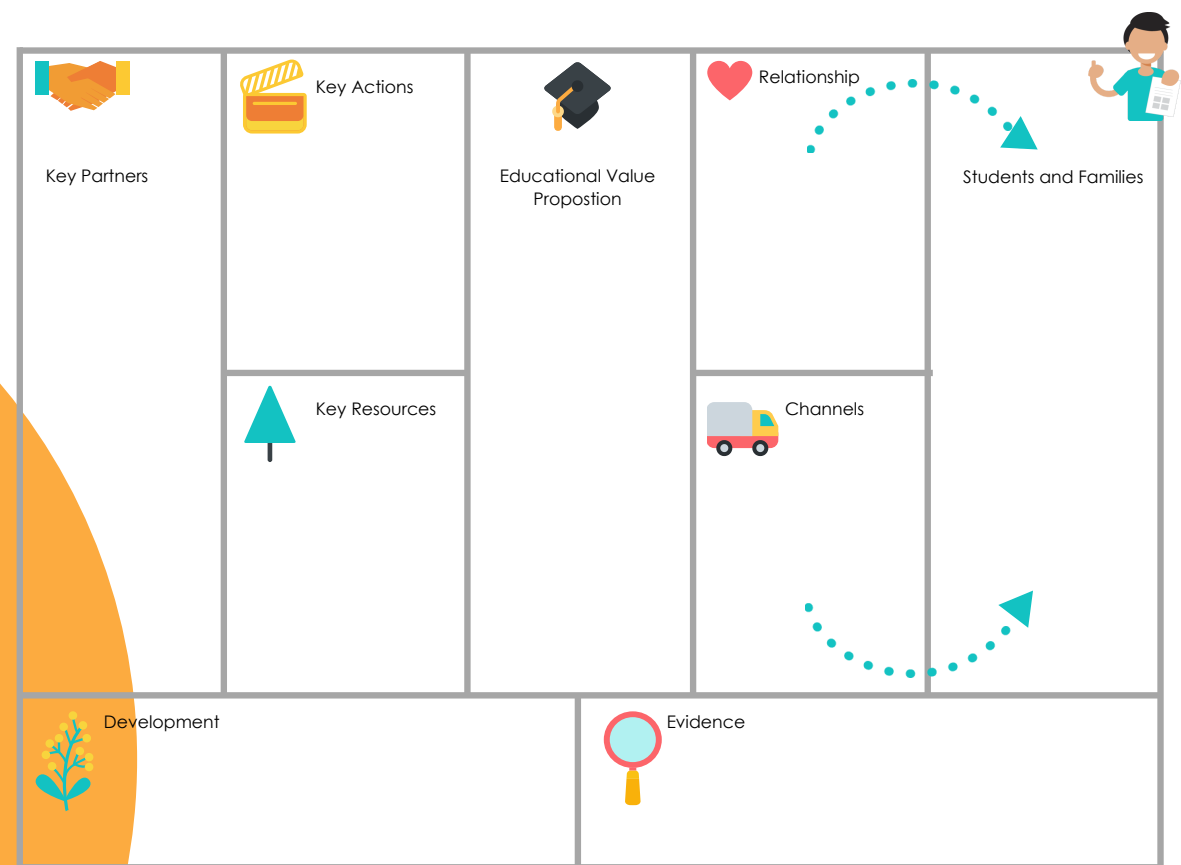 Key Partners
Key Actions
Key Resources
Educational Value
Propostion
Relationship
Channels
Students and Families
Development
Evidence